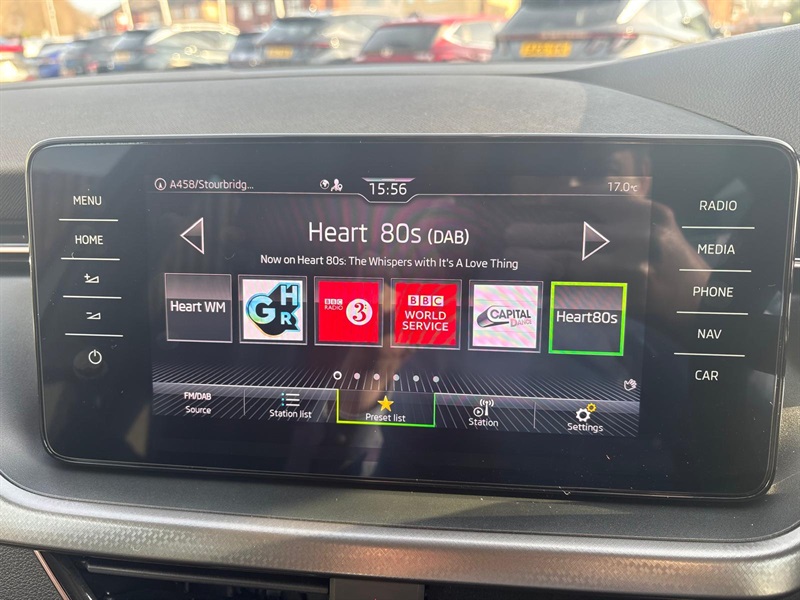 A458/Stourbridg...
15:56
17.0°C
MENU
HOME
RADIO
MEDIA
PHONE
NAV
CAR
Heart 80s (DAB)
Now on Heart 80s: The Whispers with It's A Love Thing
Heart WM
GHR
BBC
RADIO 3
BBC
WORLD
SERVICE
CAPITAL
DANCE
Heart80s
FM/DAB
Source
Station list
Preset list
Station
Settings